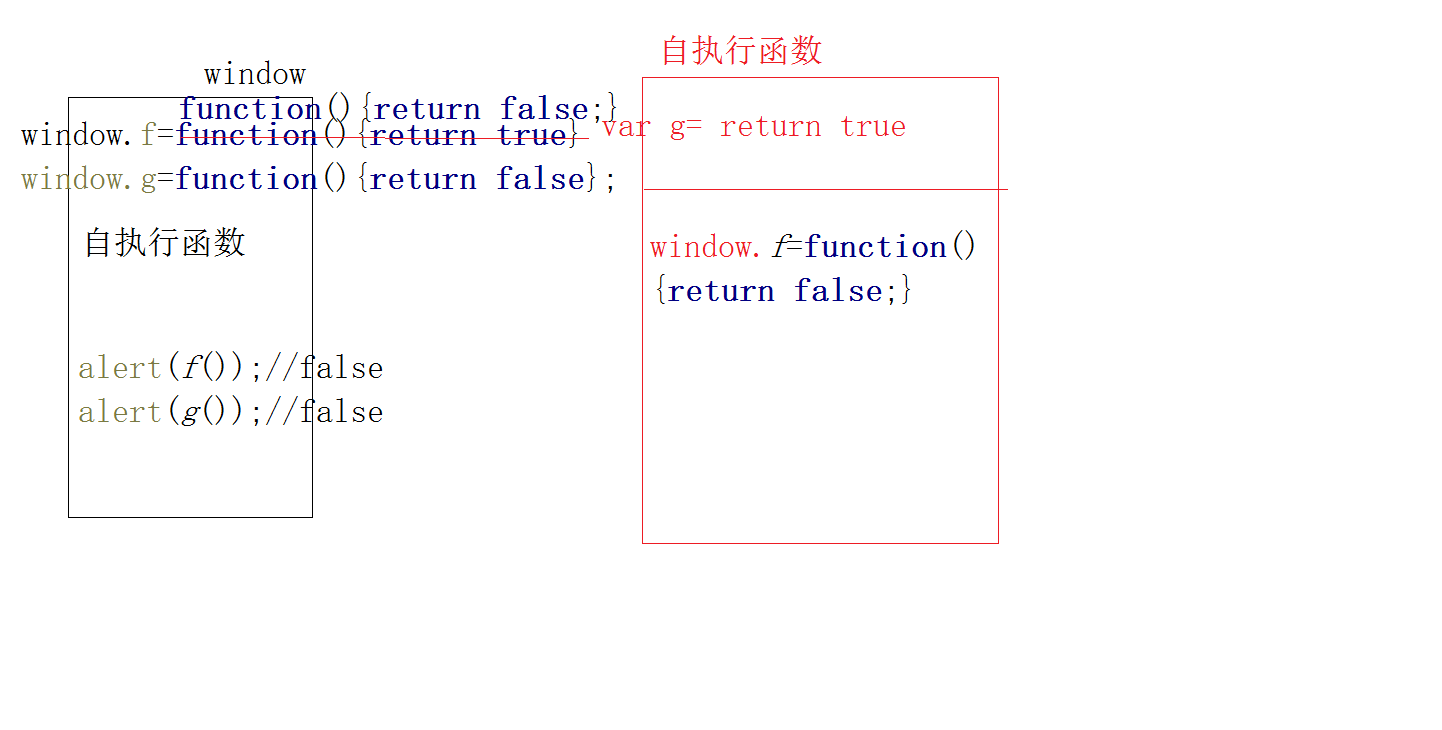 window
function(){return false;}
window.f=function(){return true}
window.g=function(){return false};
自执行函数
alert(f());//false
alert(g());//false
自执行函数
var g= return true
window.f=function()
{return false;}